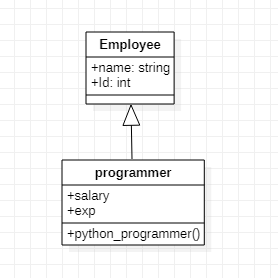 Employee
+name: string
+Id: int
programmer
+salary
+exp
+python_programmer()